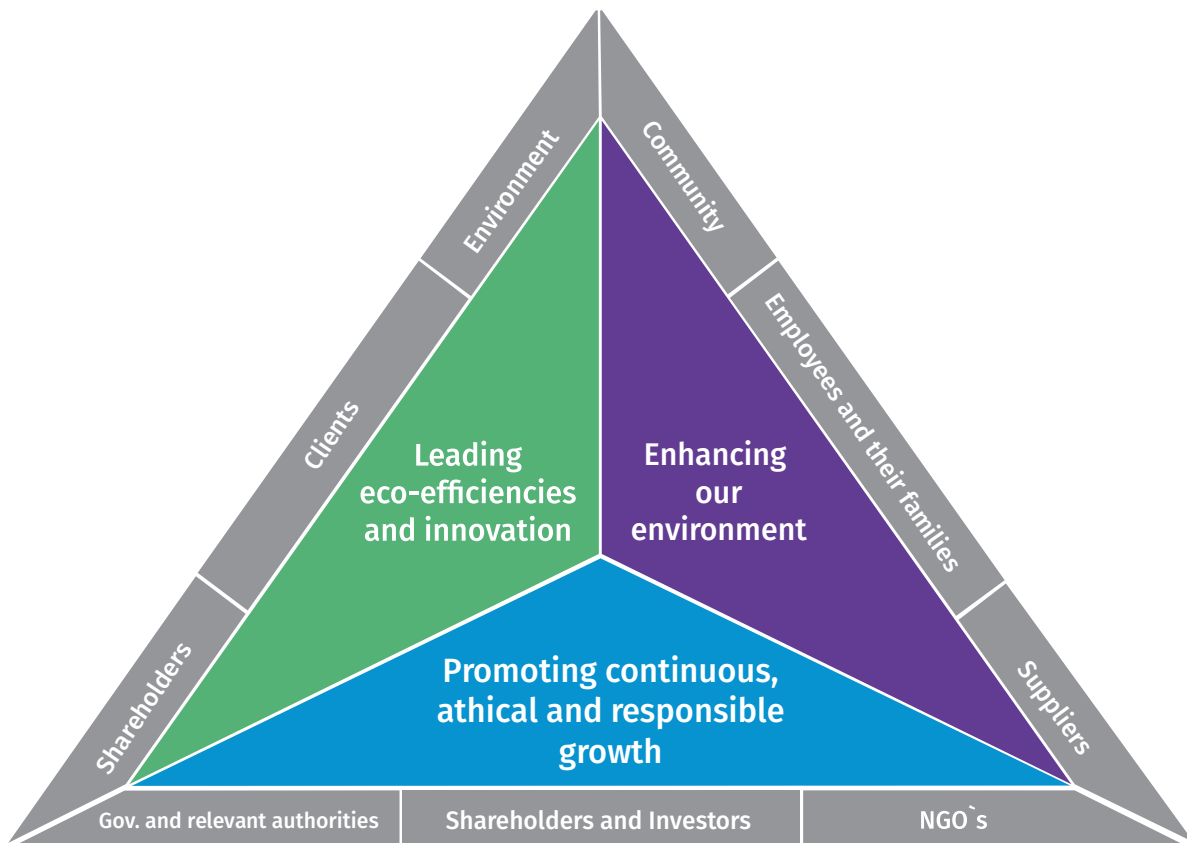 Environment
Clients
Shareholders
Community
Employees and their families
Suppliers
Leading
eco-efficiencies
and innovation
Enhancing
our
environment
Promoting continuous,
athical and responsible
growth
Gov. and relevant authorities
Shareholders and Investors
NGO`s